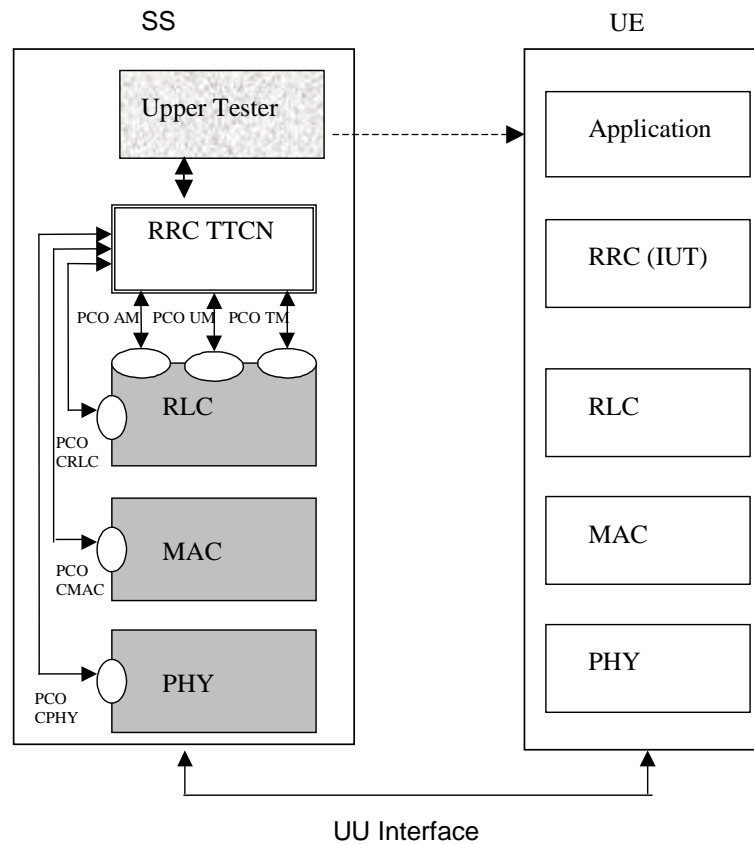 SS
UE
Upper Tester
Application
RRC TTCN
RRC (IUT)
PCO AM
PCO UM
PCO TM
RLC
RLC
PCO
CRLC
MAC
MAC
PCO
CMAC
PHY
PHY
PCO
CPHY
UU Interface